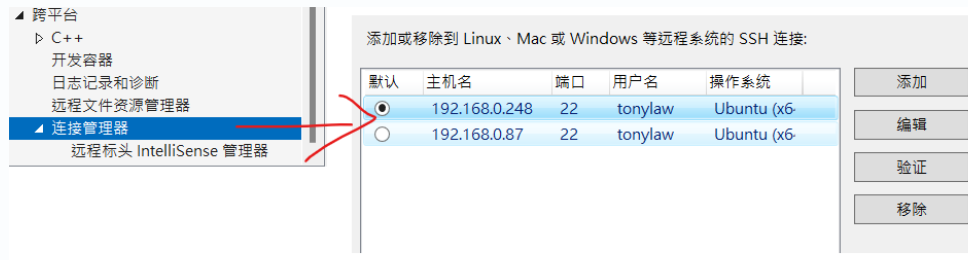 跨平台
C++
开发容器
日志记录和诊断
远程文件资源管理器
连接管理器
远程标头 IntelliSense 管理器
添加或移除到 Linux、Mac 或 Windows 等远程系统的 SSH 连接:
默认 主机名 端口 用户名 操作系统
192.168.0.248 22 tonylaw Ubuntu (x6-
192.168.0.87 22 tonylaw Ubuntu (x6-
添加
编辑
验证
移除